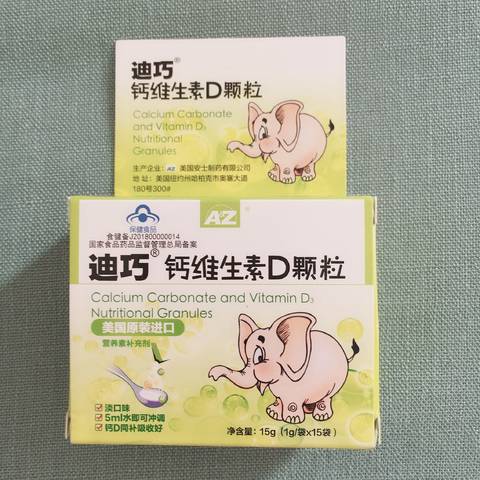 迪巧®
钙维生素D颗粒
Calcium Carbonate
and Vitamin D₃
Nutritional
Granules
生产企业: AZ 美国安士制药有限公司
地 址: 美国纽约州哈柏克市奥塞大道
180号300#
AZ
保健食品
食健备J201800000014
国家食品药品监督管理总局备案
迪巧® 钙维生素D颗粒
Calcium Carbonate and Vitamin D₃
Nutritional Granules
美国原装进口
营养素补充剂
淡口味
5ml水即可冲调
钙D同补吸收好
净含量: 15g (1g/袋×15袋)